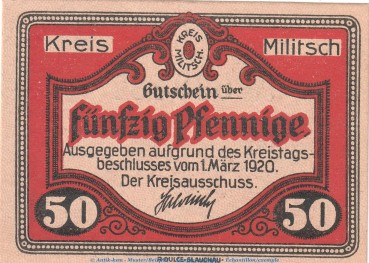 Kreis Militsch
KREIS
MILITSCH.
Gutschein über
fünfzig Pfennige
Ausgegeben aufgrund des Kreistags-
beschlusses vom 1. März 1920.
Der Kreisausschuss.
50 50